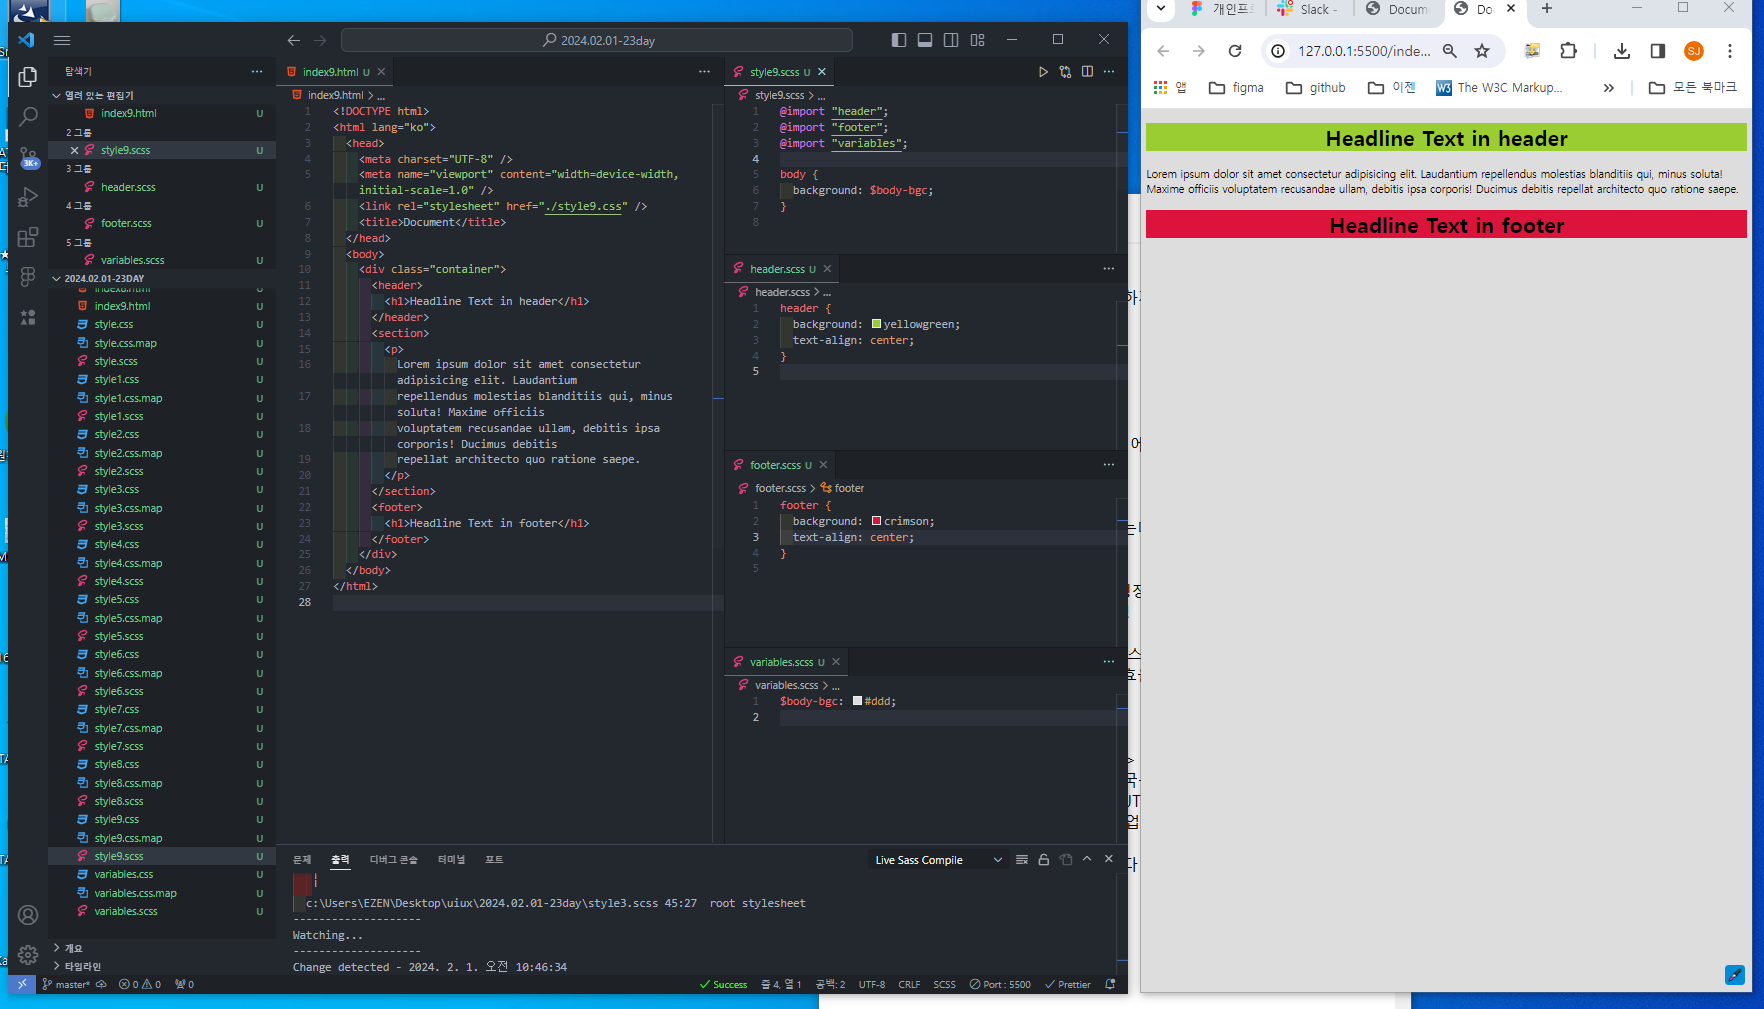 2024.02.01-23day
탐색기
열려 있는 편집기
index9.html U
2 그룹
style9.scss U
3 그룹
header.scss U
4 그룹
footer.scss U
5 그룹
variables.scss U
2024.02.01-23DAY
index8.html U
index9.html U
style.css U
style.css.map U
style.scss U
style1.css U
style1.css.map U
style1.scss U
style2.css U
style2.css.map U
style2.scss U
style3.css U
style3.css.map U
style3.scss U
style4.css U
style4.css.map U
style4.scss U
style5.css U
style5.css.map U
style5.scss U
style6.css U
style6.css.map U
style6.scss U
style7.css U
style7.css.map U
style7.scss U
style8.css U
style8.css.map U
style8.scss U
style9.css U
style9.css.map U
style9.scss U
variables.css U
variables.css.map U
variables.scss U
개요
타임라인
3K+
index9.html U
index9.html > ...
1 <!DOCTYPE html>
2 <html lang="ko">
3 <head>
4 <meta charset="UTF-8" />
5 <meta name="viewport" content="width=device-width,
initial-scale=1.0" />
6 <link rel="stylesheet" href="./style9.css" />
7 <title>Document</title>
8 </head>
9 <body>
10 <div class="container">
11 <header>
12 <h1>Headline Text in header</h1>
13 </header>
14 <section>
15 <p>
16 Lorem ipsum dolor sit amet consectetur
adipisicing elit. Laudantium
17 repellendus molestias blanditiis qui, minus
soluta! Maxime officiis
18 voluptatem recusandae ullam, debitis ipsa
corporis! Ducimus debitis
19 repellat architecto quo ratione saepe.
20 </p>
21 </section>
22 <footer>
23 <h1>Headline Text in footer</h1>
24 </footer>
25 </div>
26 </body>
27 </html>
28
style9.scss U
style9.scss > ...
1 @import "header";
2 @import "footer";
3 @import "variables";
4
5 body {
6 background: $body-bgc;
7 }
8
header.scss U
header.scss > ...
1 header {
2 background: yellowgreen;
3 text-align: center;
4 }
5
footer.scss U
footer.scss > footer
1 footer {
2 background: crimson;
3 text-align: center;
4 }
5
variables.scss U
variables.scss > ...
1 $body-bgc: #ddd;
2
문제 출력 디버그 콘솔 터미널 포트
Live Sass Compile
c:\Users\EZEN\Desktop\uiux\2024.02.01-23day\style3.scss 45:27 root stylesheet
--------------------
Watching...
--------------------
Change detected - 2024. 2. 1. 오전 10:46:34
master* 0 0 0
Success 줄 4, 열 1 공백: 2 UTF-8 CRLF SCSS Port : 5500 Prettier
Slack -
127.0.0.1:5500/inde...
SJ
앱 figma github 이젠 The W3C Markup... 모든 북마크
Headline Text in header
Lorem ipsum dolor sit amet consectetur adipisicing elit. Laudantium repellendus molestias blanditiis qui, minus soluta!
Maxime officiis voluptatem recusandae ullam, debitis ipsa corporis! Ducimus debitis repellat architecto quo ratione saepe.
Headline Text in footer